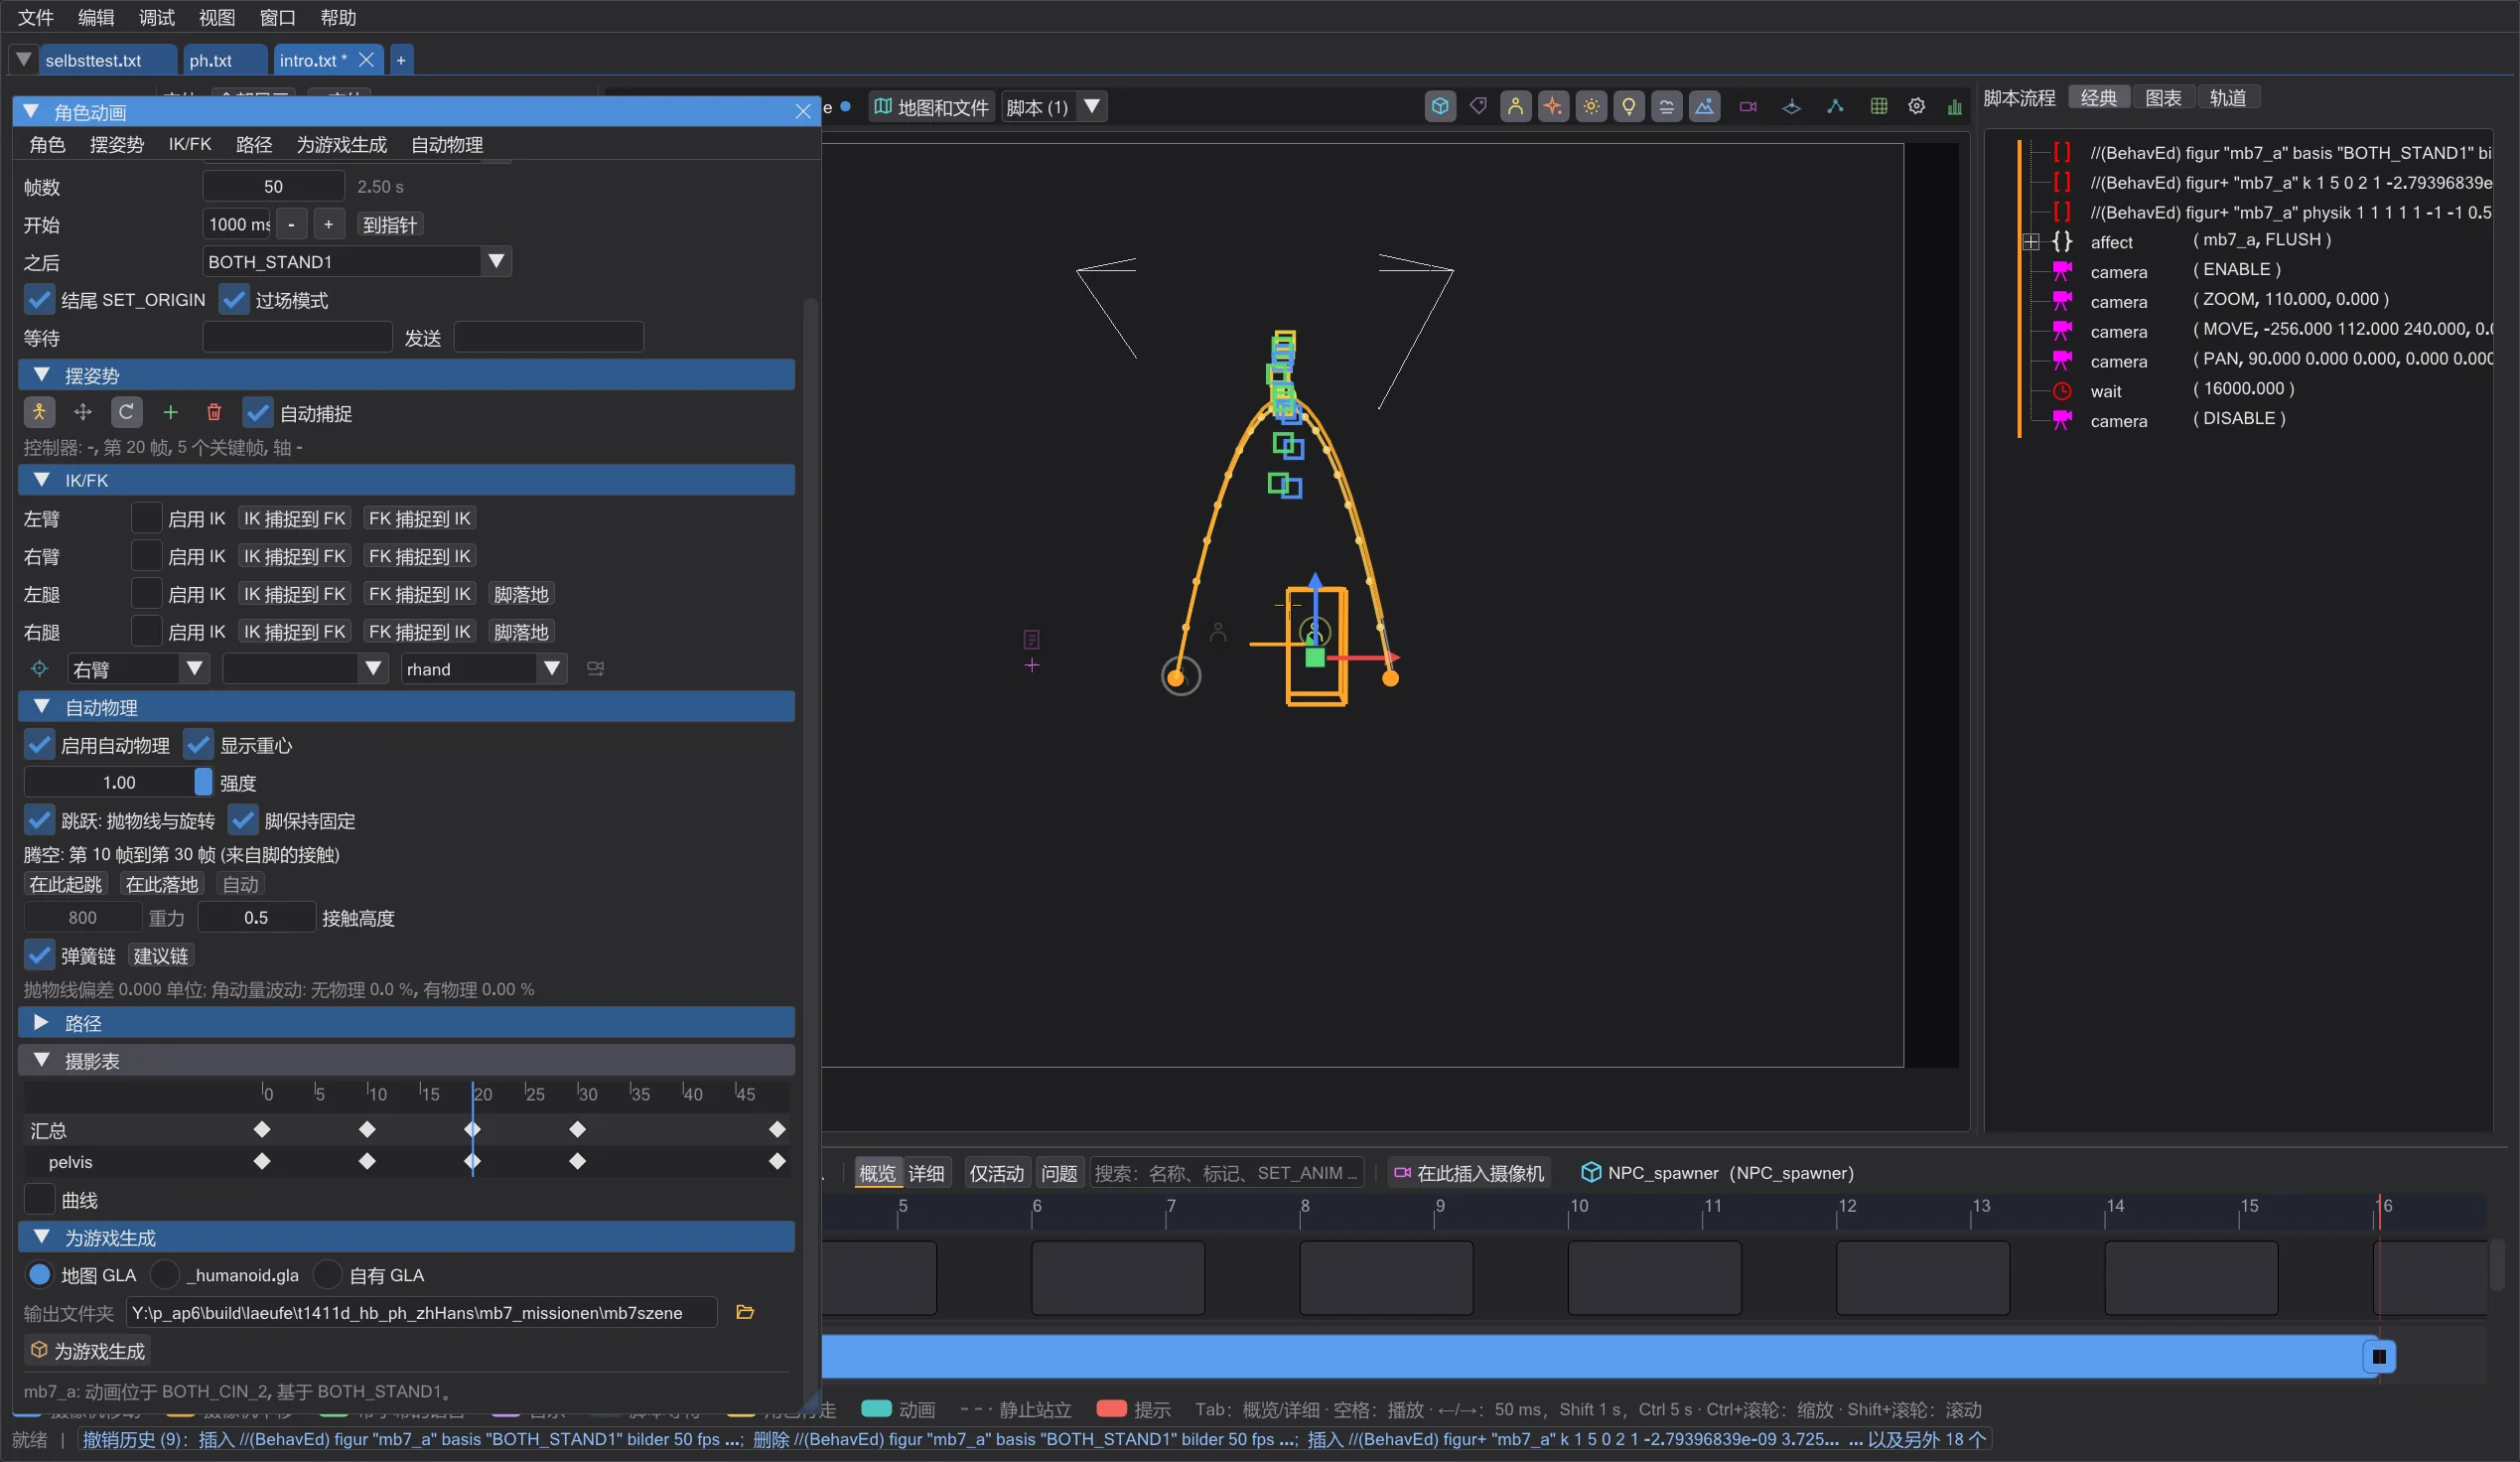 文件 编辑 调试 视图 窗口 帮助
selbsttest.txt ph.txt intro.txt * +
角色动画
角色 摆姿势 IK/FK 路径 为游戏生成 自动物理
帧数 50 2.50 s
开始 1000 ms - + 到指针
之后 BOTH_STAND1
结尾 SET_ORIGIN 过场模式
等待 发送
摆姿势
自动捕捉
控制器: -, 第 20 帧, 5 个关键帧, 轴 -
IK/FK
左臂 启用 IK IK 捕捉到 FK FK 捕捉到 IK
右臂 启用 IK IK 捕捉到 FK FK 捕捉到 IK
左腿 启用 IK IK 捕捉到 FK FK 捕捉到 IK 脚落地
右腿 启用 IK IK 捕捉到 FK FK 捕捉到 IK 脚落地
右臂 rhand
自动物理
启用自动物理 显示重心
1.00 强度
跳跃: 抛物线与旋转 脚保持固定
腾空: 第 10 帧到第 30 帧 (来自脚的接触)
在此起跳 在此落地 自动
800 重力 0.5 接触高度
弹簧链 建议链
抛物线偏差 0.000 单位; 角动量波动: 无物理 0.0 %, 有物理 0.00 %
路径
摄影表
0 5 10 15 20 25 30 35 40 45
汇总
pelvis
曲线
为游戏生成
地图 GLA _humanoid.gla 自有 GLA
输出文件夹 Y:\p_ap6\build\laeufe\t1411d_hb_ph_zhHans\mb7_missionen\mb7szene
为游戏生成
mb7_a: 动画位于 BOTH_CIN_2, 基于 BOTH_STAND1。
e 地图和文件 脚本 (1)
脚本流程 经典 图表 轨道
//(BehavEd) figur "mb7_a" basis "BOTH_STAND1" bi
//(BehavEd) figur+ "mb7_a" k 1 5 0 2 1 -2.79396839e
//(BehavEd) figur+ "mb7_a" physik 1 1 1 1 1 -1 -1 0.5
affect ( mb7_a, FLUSH )
camera ( ENABLE )
camera ( ZOOM, 110.000, 0.000 )
camera ( MOVE, -256.000 112.000 240.000, 0.0
camera ( PAN, 90.000 0.000 0.000, 0.000 0.000
wait ( 16000.000 )
camera ( DISABLE )
概览 详细 仅活动 问题 搜索: 名称、标记、SET_ANIM ... 在此插入摄像机 NPC_spawner (NPC_spawner)
5 6 7 8 9 10 11 12 13 14 15 16
动画 静止站立 提示 Tab: 概览/详细 · 空格: 播放 · ←/→: 50 ms, Shift 1 s, Ctrl 5 s · Ctrl+滚轮: 缩放 · Shift+滚轮: 滚动
就绪 | 撤销历史 (9): 插入 //(BehavEd) figur "mb7_a" basis "BOTH_STAND1" bilder 50 fps ...; 删除 //(BehavEd) figur "mb7_a" basis "BOTH_STAND1" bilder 50 fps ...; 插入 //(BehavEd) figur+ "mb7_a" k 1 5 0 2 1 -2.79396839e-09 3.725... ... 以及另外 18 个